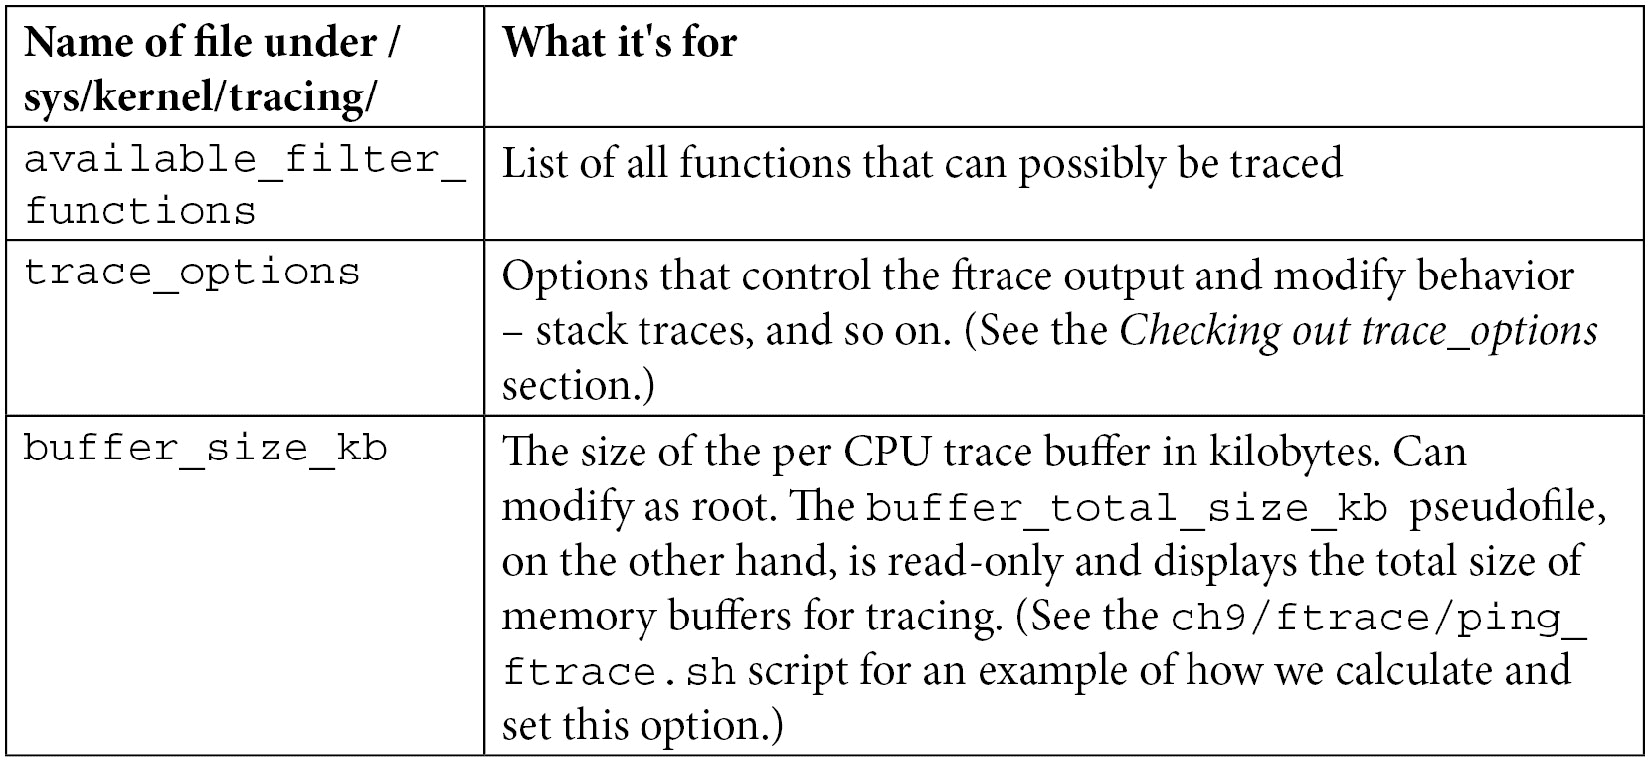 Name of file under /
sys/kernel/tracing/
What it's for
available_filter_
functions
List of all functions that can possibly be traced
trace_options
Options that control the ftrace output and modify behavior
– stack traces, and so on. (See the Checking out trace_options
section.)
buffer_size_kb
The size of the per CPU trace buffer in kilobytes. Can
modify as root. The buffer_total_size_kb pseudofile,
on the other hand, is read-only and displays the total size of
memory buffers for tracing. (See the ch9/ftrace/ping_
ftrace.sh script for an example of how we calculate and
set this option.)